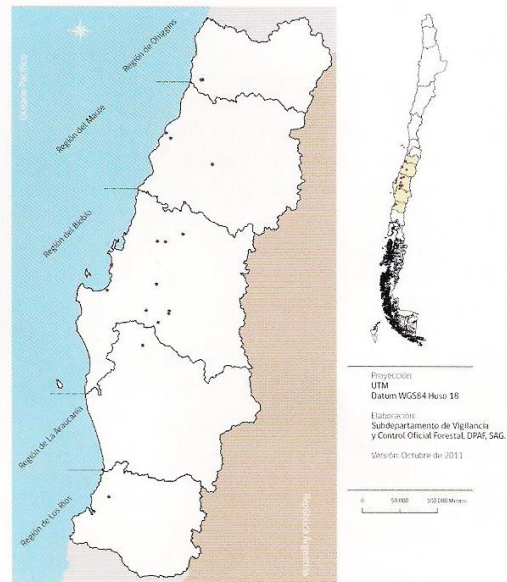 Océano Pacífico
Región de Ohiggins
Región del Maule
Región del Biobío
Región de La Araucanía
Región de Los Ríos
República Argentina
Proyección:
UTM
Datum WGS84 Huso 18
Elaboración:
Subdepartamento de Vigilancia
y Control Oficial Forestal, DPAF, SAG.
Versión: Octubre de 2011
0 50.000 100.000 Metros